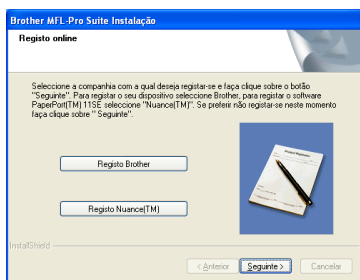 Brother MFL-Pro Suite Instalação
Registo online
Seleccione a companhia com a qual deseja registar-se e faça clique sobre o botão
"Seguinte". Para registar o seu dispositivo seleccione Brother, para registar o software
PaperPort(TM) 11SE seleccione "Nuance(TM)". Se preferir não registar-se neste momento
faça clique sobre " Seguinte".
Registo Brother
Registo Nuance(TM)
InstallShield
< Anterior
Seguinte >
Cancelar